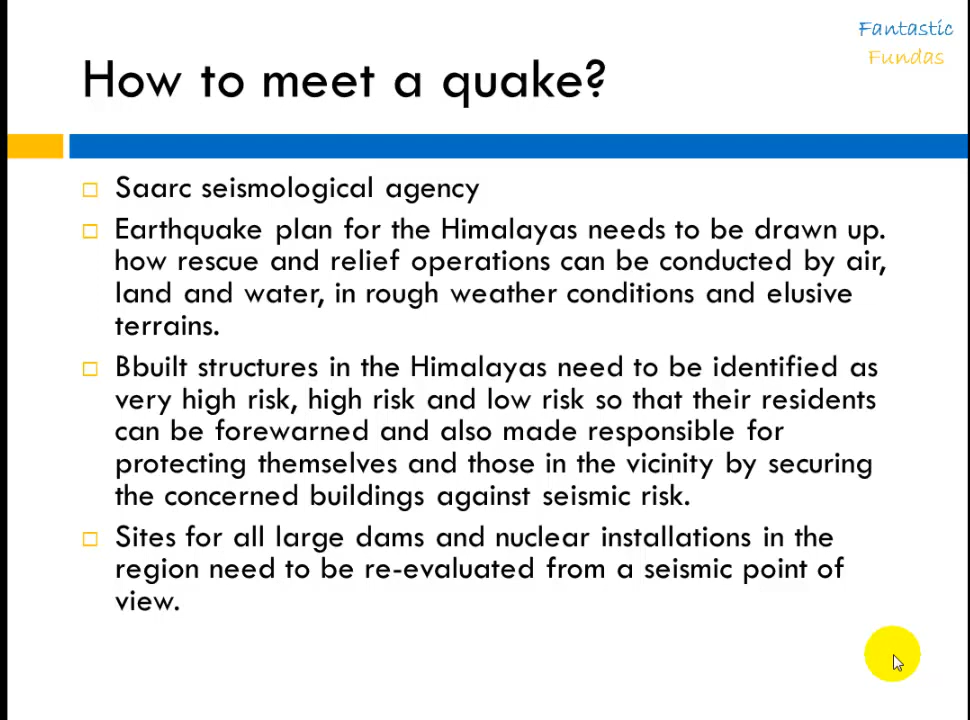 Fantastic
Fundas
How to meet a quake?
Saarc seismological agency
Earthquake plan for the Himalayas needs to be drawn up.
how rescue and relief operations can be conducted by air,
land and water, in rough weather conditions and elusive
terrains.
Bbuilt structures in the Himalayas need to be identified as
very high risk, high risk and low risk so that their residents
can be forewarned and also made responsible for
protecting themselves and those in the vicinity by securing
the concerned buildings against seismic risk.
Sites for all large dams and nuclear installations in the
region need to be re-evaluated from a seismic point of
view.